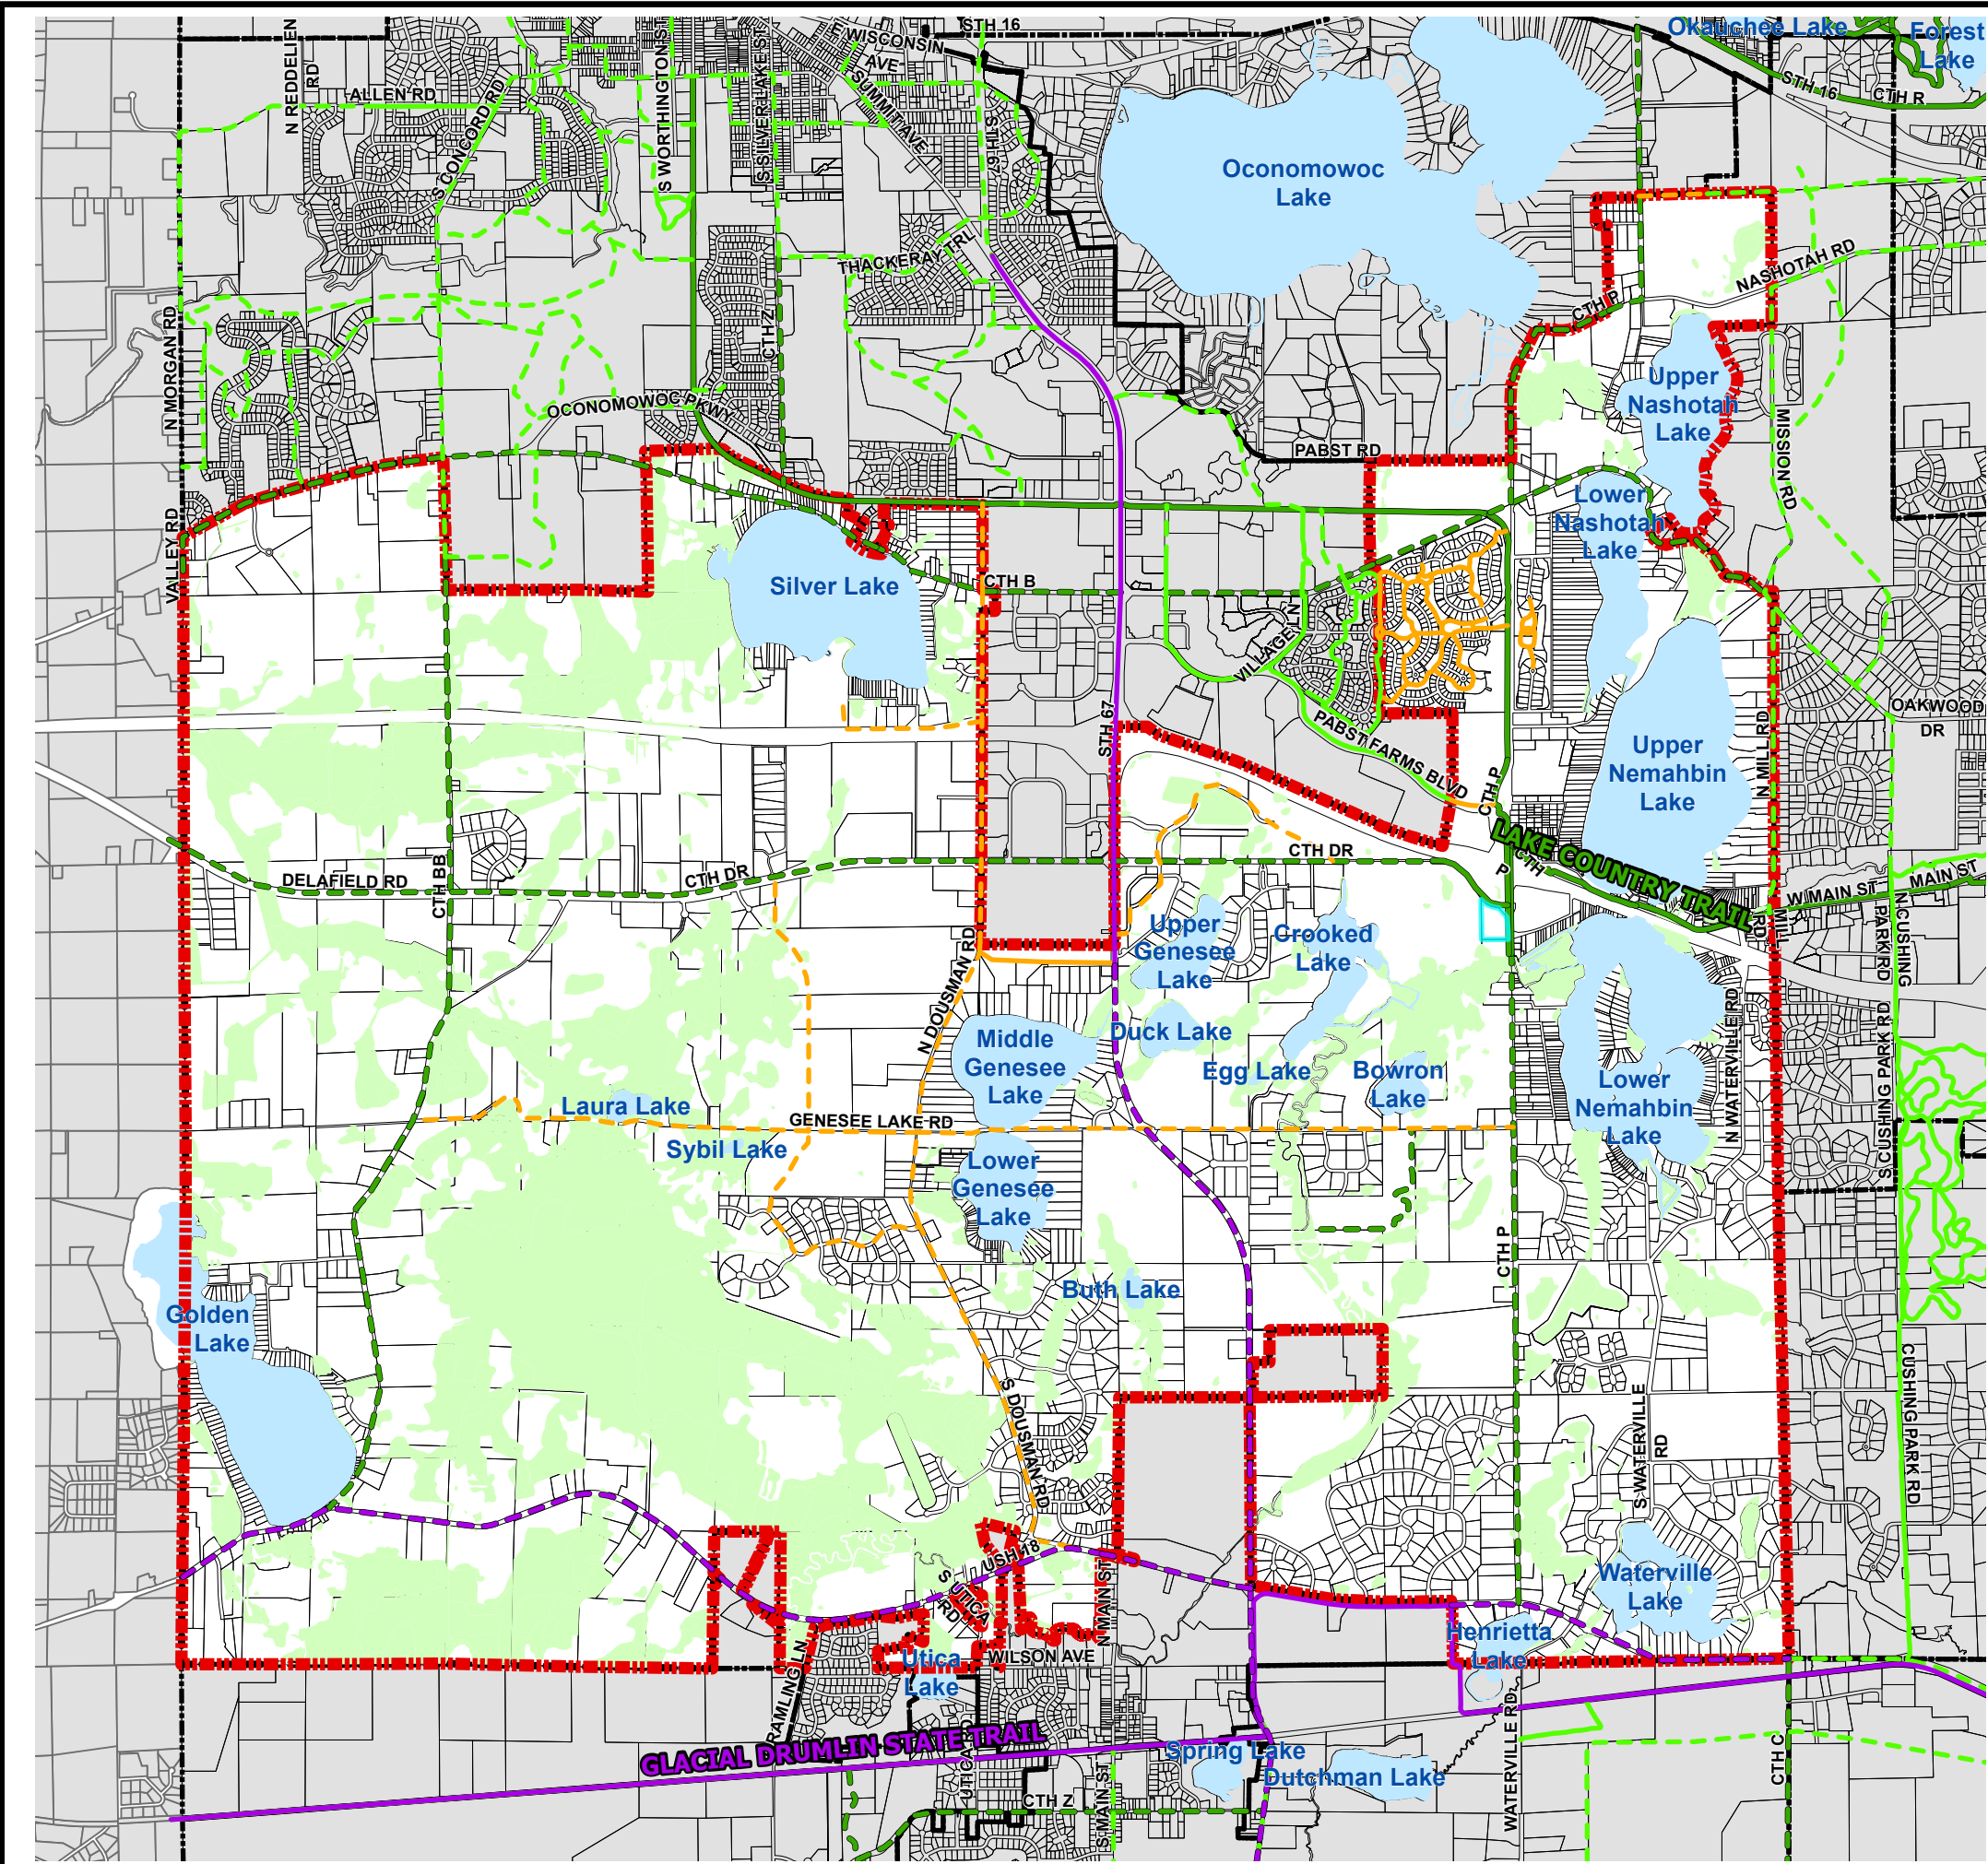 STH 16
Okauchee Lake
Forest
Lake
N REDDELIEN
RD
ALLEN RD
S CONCORD RD
S WORTHINGTON ST
S SILVER LAKE ST
E WISCONSIN
AVE
SUMMIT AVE
STH 67
STH 16
CTH R
Oconomowoc
Lake
THACKERAY TRL
NASHOTAH RD
CTH P
N MORGAN RD
CTH Z
OCONOMOWOC PKWY
PABST RD
Upper
Nashotah
Lake
MISSION RD
Lower
Nashotah
Lake
VALLEY RD
Silver Lake
CTH B
VILLAGE LN
PABST FARMS BLVD
STH 67
CTH P
Upper
Nemahbin
Lake
N MILL RD
OAKWOOD
DR
LAKE COUNTRY TRAIL
CTH
P
DELAFIELD RD
CTH BB
CTH DR
CTH DR
W MAIN ST
MAIN ST
MILL
RD
N CUSHING
PARK RD
N DOUSMAN RD
Upper
Genesee
Lake
Crooked
Lake
Middle
Genesee
Lake
Duck Lake
Egg Lake
Bowron
Lake
Lower
Nemahbin
Lake
N WATERVILLE RD
S CUSHING PARK RD
Laura Lake
GENESEE LAKE RD
Sybil Lake
Lower
Genesee
Lake
CTH P
Buth Lake
Golden
Lake
S DOUSMAN RD
S WATERVILLE
RD
CUSHING PARK RD
USH 18
S UTICA
RD
N MAIN ST
Waterville
Lake
Henrietta
Lake
WILSON AVE
Utica
Lake
RAMLING LN
GLACIAL DRUMLIN STATE TRAIL
UTICA RD
S MAIN ST
Spring Lake
Dutchman Lake
WATERVILLE RD
CTH Z
CTH C